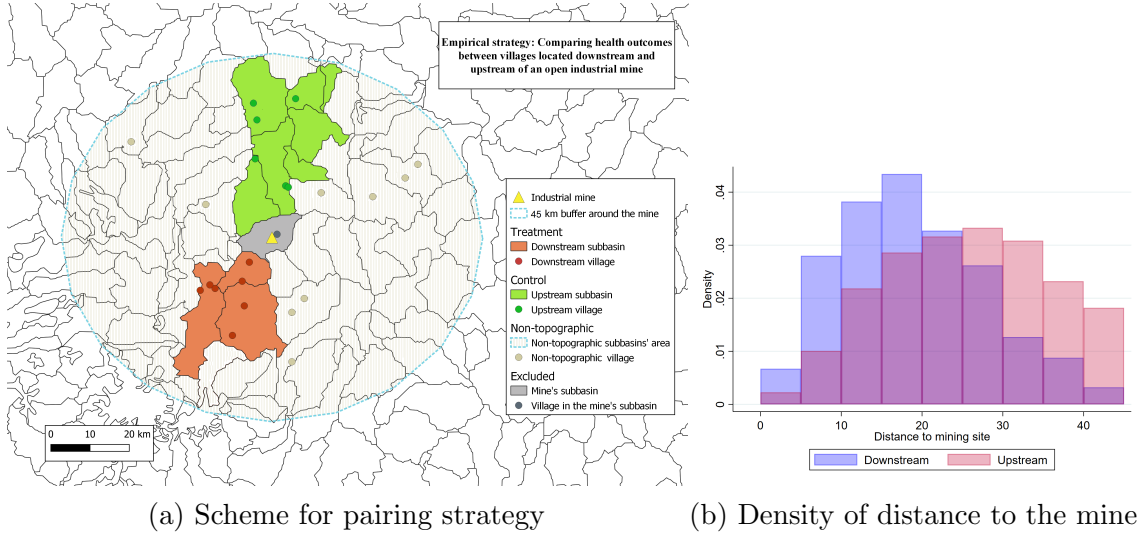 Empirical strategy: Comparing health outcomes
between villages located downstream and
upstream of an open industrial mine
Industrial mine
45 km buffer around the mine
Treatment
Downstream subbasin
Downstream village
Control
Upstream subbasin
Upstream village
Non-topographic
Non-topographic subbasins' area
Non-topographic village
Excluded
Mine's subbasin
Village in the mine's subbasin
0 10 20 km
(a) Scheme for pairing strategy
Density
.04
.03
.02
.01
0
0 10 20 30 40
Distance to mining site
Downstream Upstream
(b) Density of distance to the mine